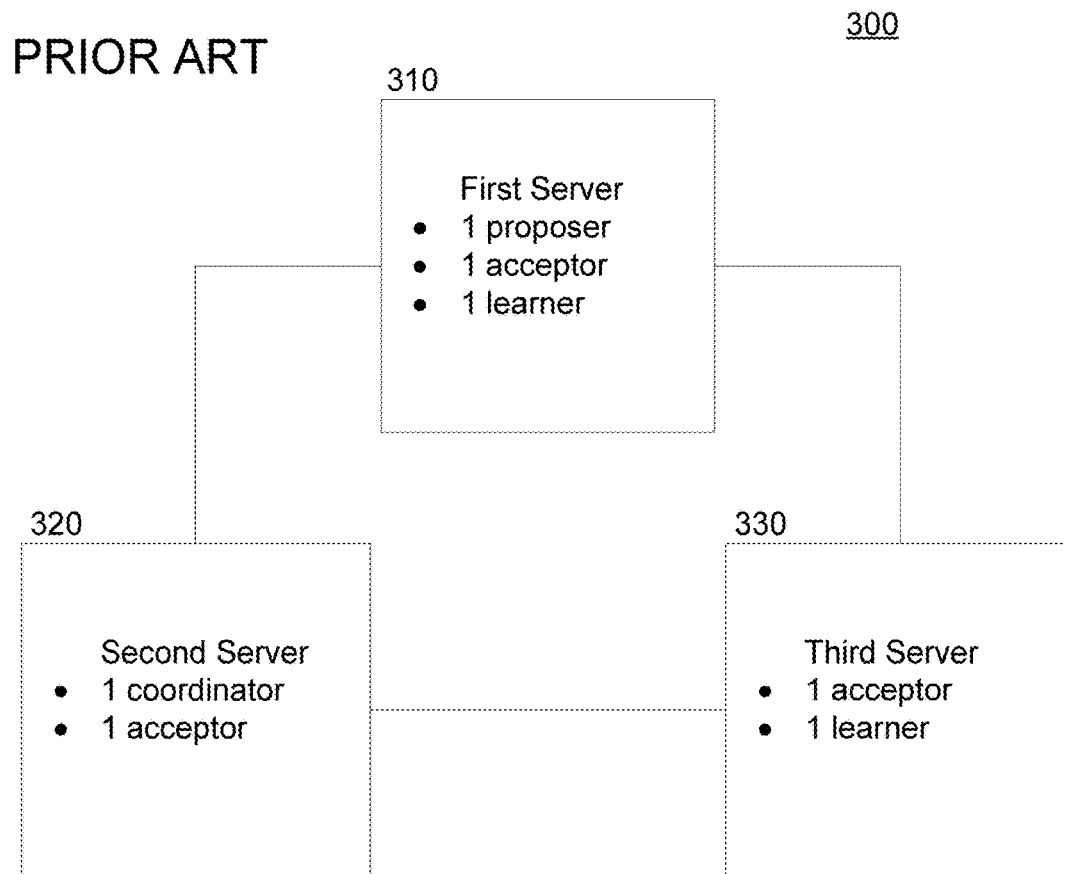 300
PRIOR ART
310
First Server
• 1 proposer
• 1 acceptor
• 1 learner
320
Second Server
• 1 coordinator
• 1 acceptor
330
Third Server
• 1 acceptor
• 1 learner